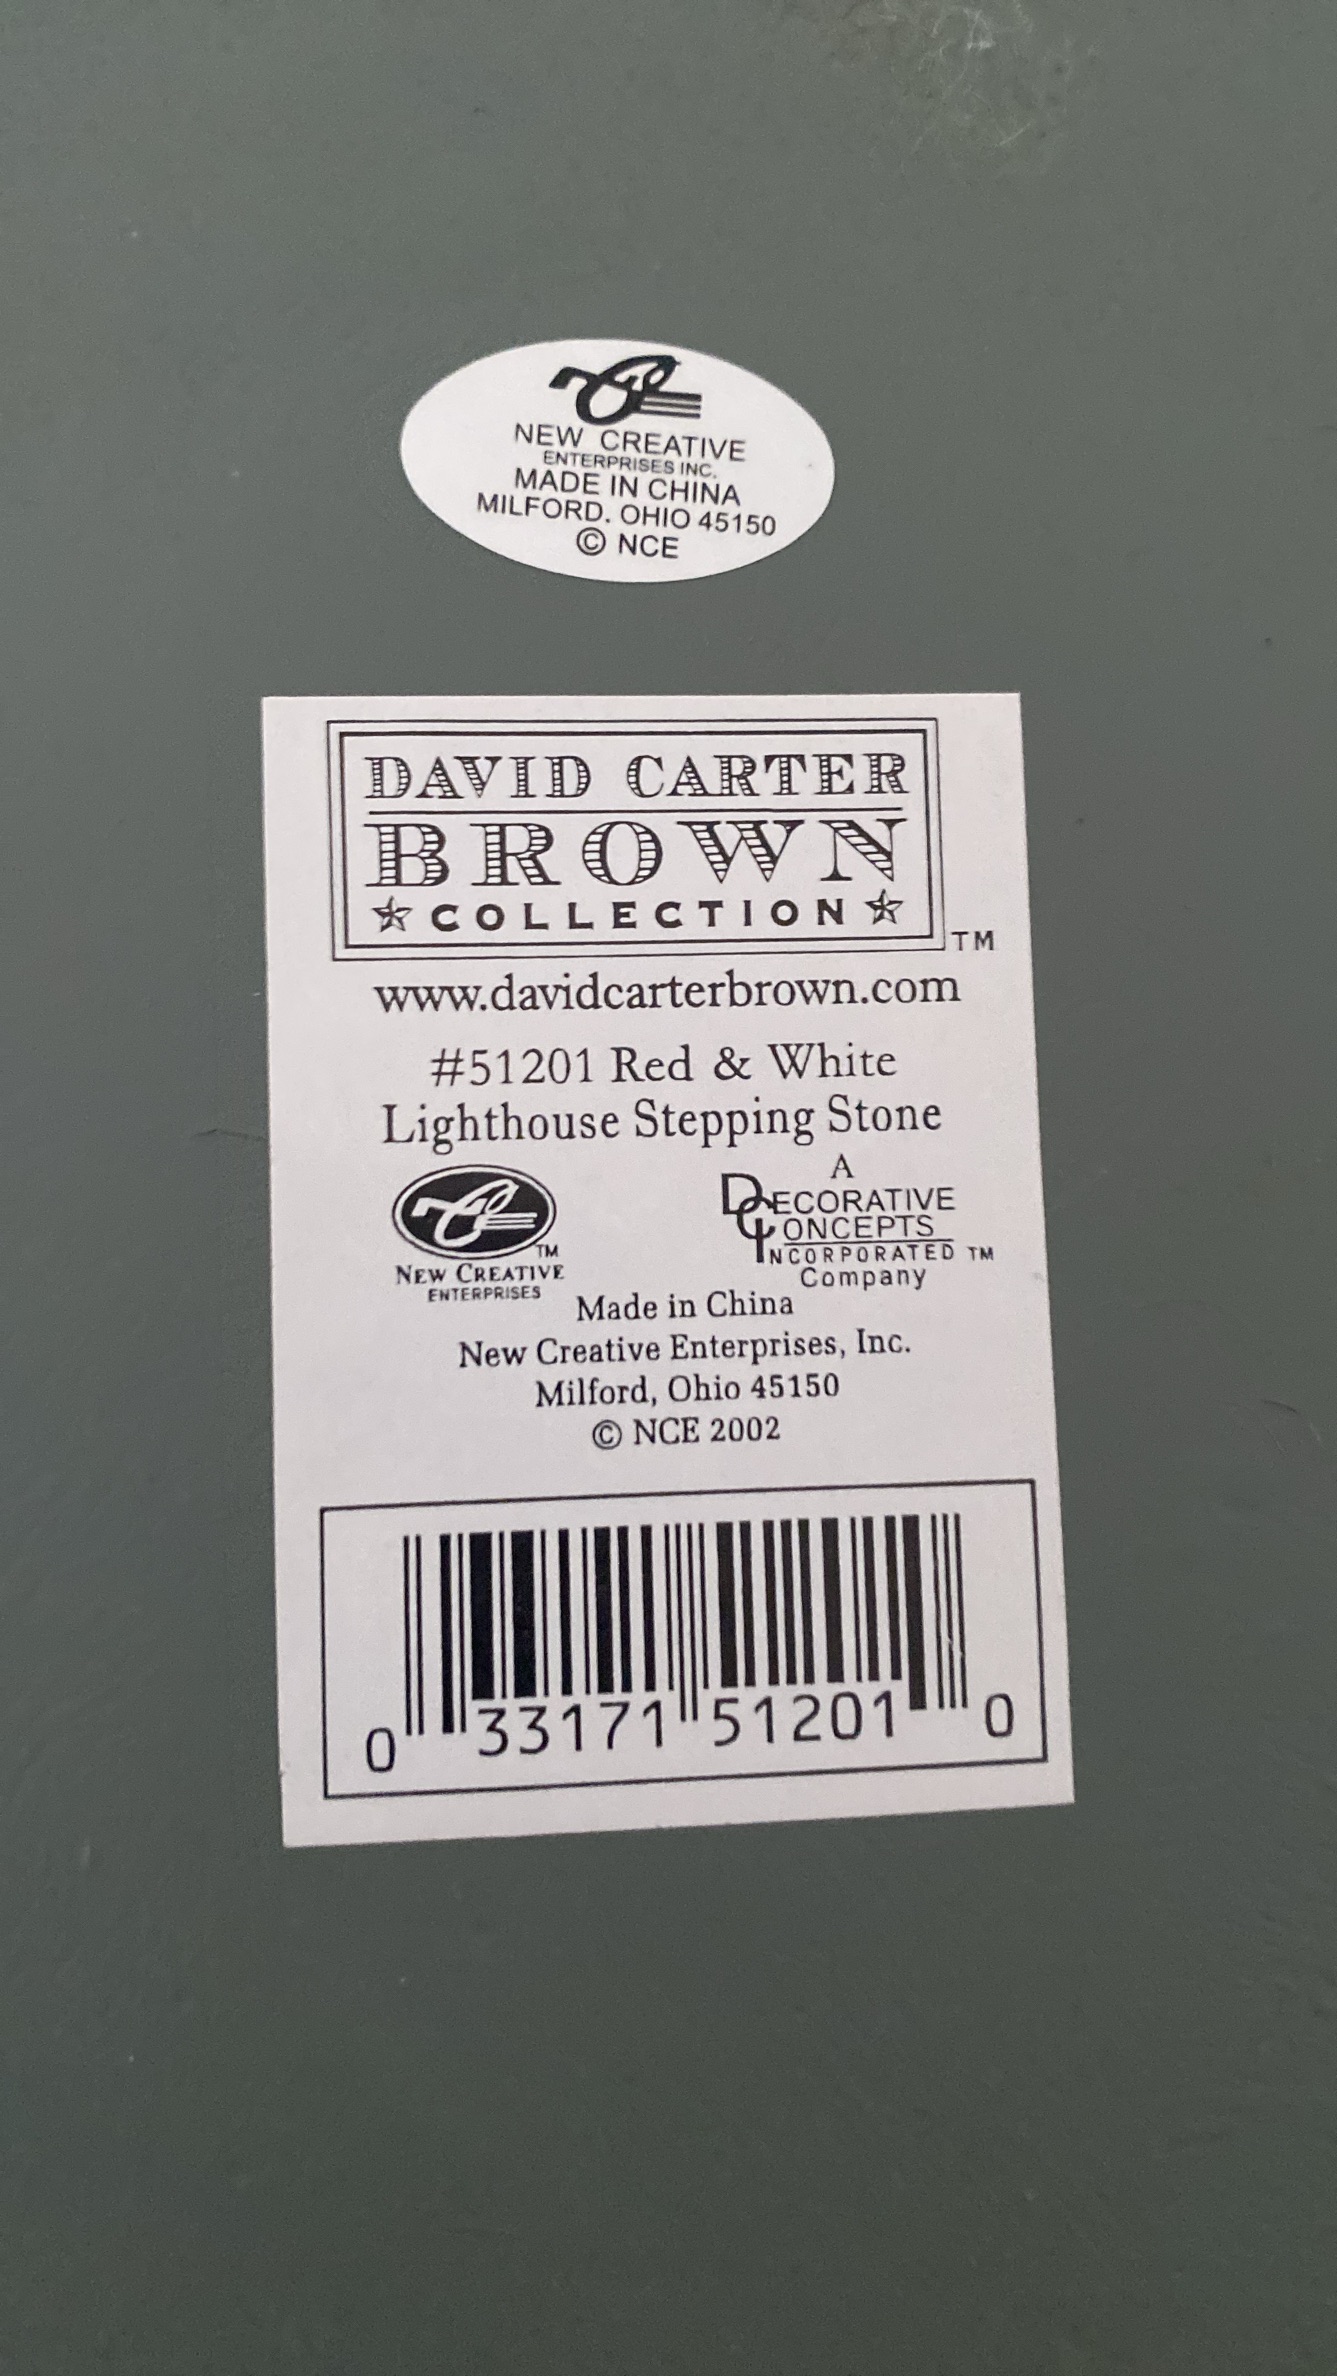 NEW CREATIVE
ENTERPRISES INC.
MADE IN CHINA
MILFORD. OHIO 45150
© NCE
DAVID CARTER
BROWN
COLLECTION
TM
www.davidcarterbrown.com
#51201 Red & White
Lighthouse Stepping Stone
TM
NEW CREATIVE
ENTERPRISES
A
DECORATIVE
CONCEPTS
INCORPORATED TM
Company
Made in China
New Creative Enterprises, Inc.
Milford, Ohio 45150
© NCE 2002
0 33171 51201 0